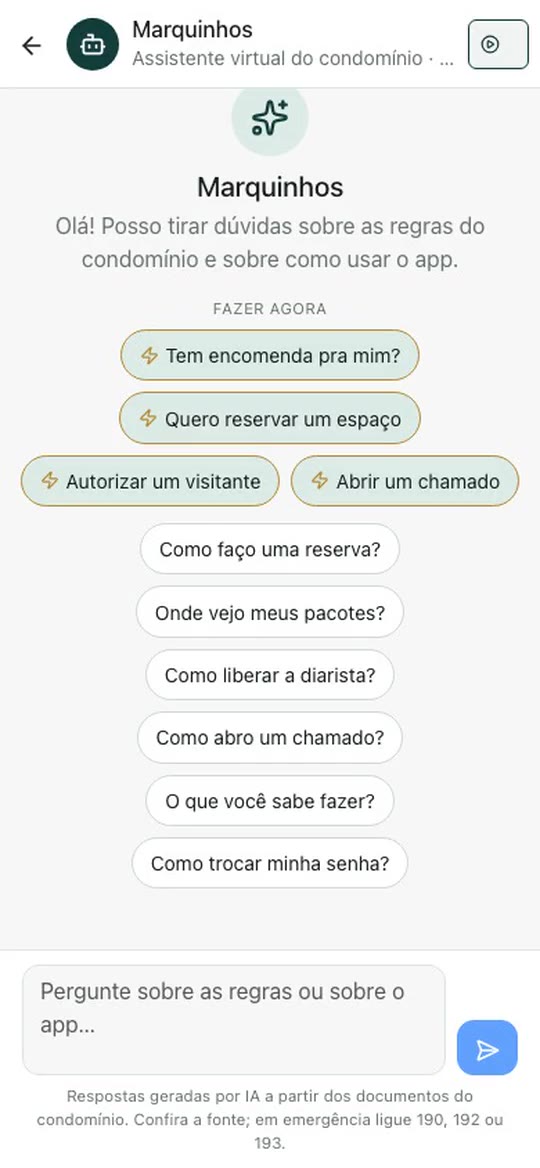 Marquinhos
Assistente virtual do condomínio · ...
Marquinhos
Olá! Posso tirar dúvidas sobre as regras do
condomínio e sobre como usar o app.
FAZER AGORA
Tem encomenda pra mim?
Quero reservar um espaço
Autorizar um visitante
Abrir um chamado
Como faço uma reserva?
Onde vejo meus pacotes?
Como liberar a diarista?
Como abro um chamado?
O que você sabe fazer?
Como trocar minha senha?
Pergunte sobre as regras ou sobre o
app...
Respostas geradas por IA a partir dos documentos do
condomínio. Confira a fonte; em emergência ligue 190, 192 ou
193.